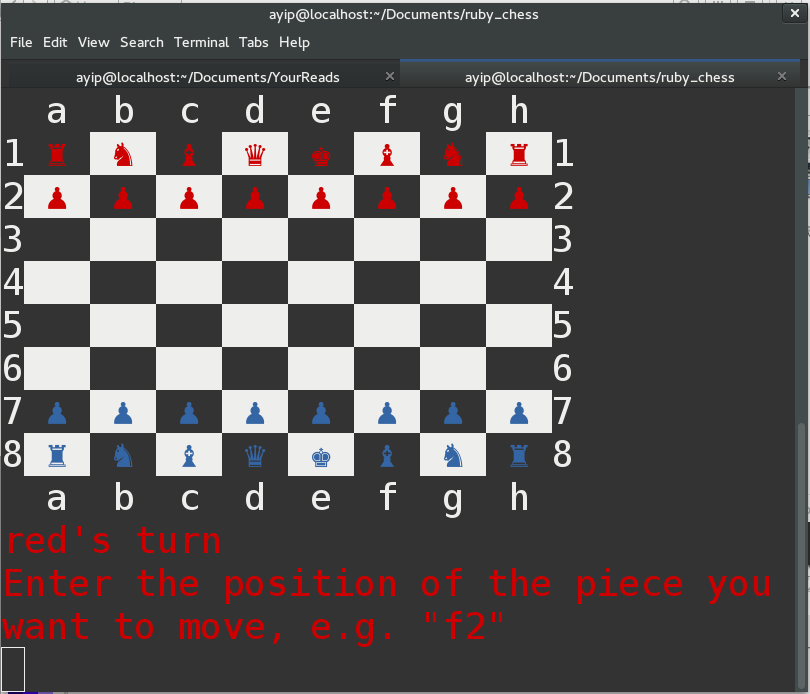 ayip@localhost:~/Documents/ruby_chess
File Edit View Search Terminal Tabs Help
ayip@localhost:~/Documents/YourReads ayip@localhost:~/Documents/ruby_chess
a b c d e f g h
1 ♜ ♞ ♝ ♛ ♚ ♝ ♞ ♜ 1
2 ♟ ♟ ♟ ♟ ♟ ♟ ♟ ♟ 2
3 3
4 4
5 5
6 6
7 ♟ ♟ ♟ ♟ ♟ ♟ ♟ ♟ 7
8 ♜ ♞ ♝ ♛ ♚ ♝ ♞ ♜ 8
a b c d e f g h
red's turn
Enter the position of the piece you
want to move, e.g. "f2"